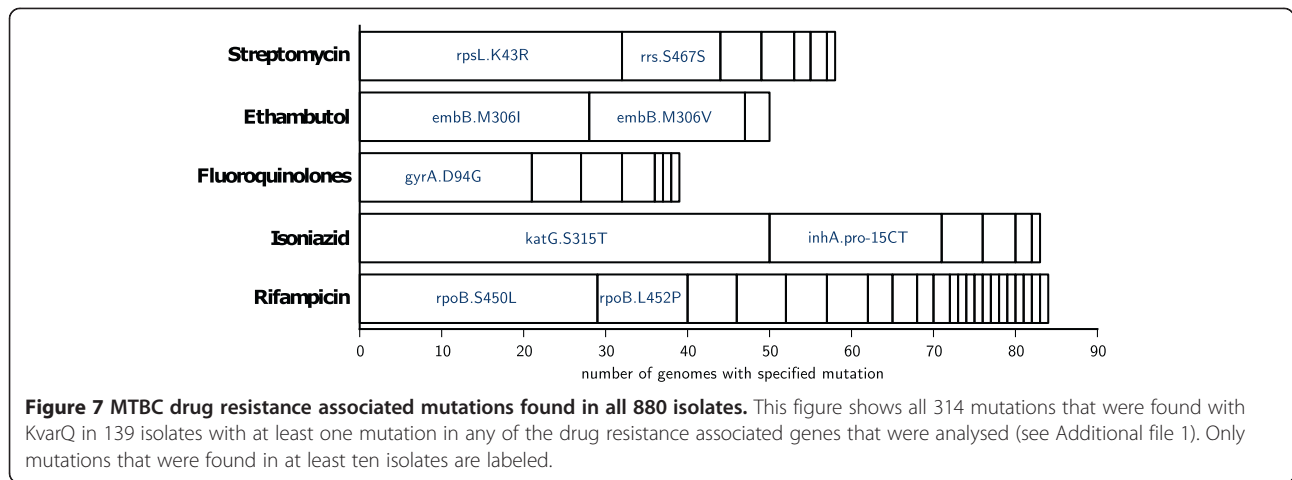 Streptomycin rpsL.K43R rrs.S467S
Ethambutol embB.M306I embB.M306V
Fluoroquinolones gyrA.D94G
Isoniazid katG.S315T inhA.pro-15CT
Rifampicin rpoB.S450L rpoB.L452P
0 10 20 30 40 50 60 70 80 90
number of genomes with specified mutation
Figure 7 MTBC drug resistance associated mutations found in all 880 isolates. This figure shows all 314 mutations that were found with
KvarQ in 139 isolates with at least one mutation in any of the drug resistance associated genes that were analysed (see Additional file 1). Only
mutations that were found in at least ten isolates are labeled.